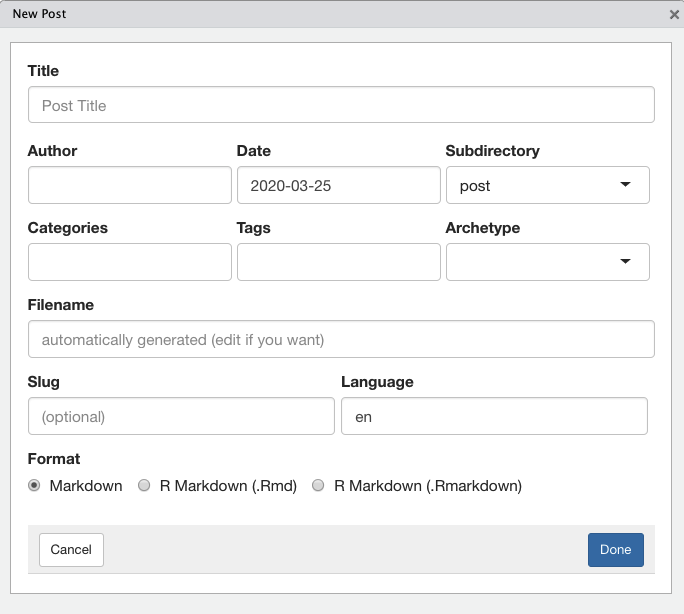 New Post
Title
Post Title
Author Date Subdirectory
2020-03-25 post
Categories Tags Archetype
Filename
automatically generated (edit if you want)
Slug Language
(optional) en
Format
Markdown R Markdown (.Rmd) R Markdown (.Rmarkdown)
Cancel Done